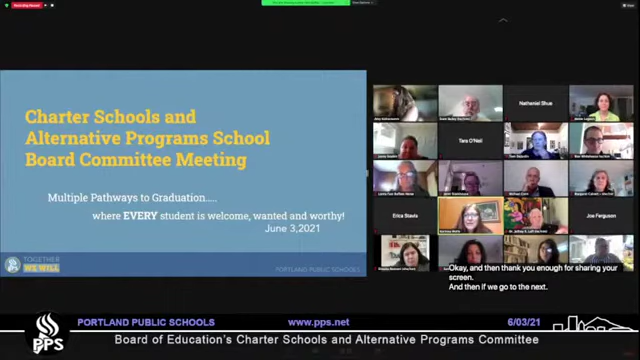 Charter Schools and
Alternative Programs School
Board Committee Meeting
Multiple Pathways to Graduation.....
where EVERY student is welcome, wanted and worthy!
June 3,2021
TOGETHER
WE WILL
PORTLAND PUBLIC SCHOOLS
Nathaniel Shue
Tara O'Neil
Erica Stavis
Joe Ferguson
Okay, and then thank you enough for sharing your
screen.
And then if we go to the next.
PPS
PORTLAND PUBLIC SCHOOLS
www.pps.net
6/03/21
Board of Education's Charter Schools and Alternative Programs Committee